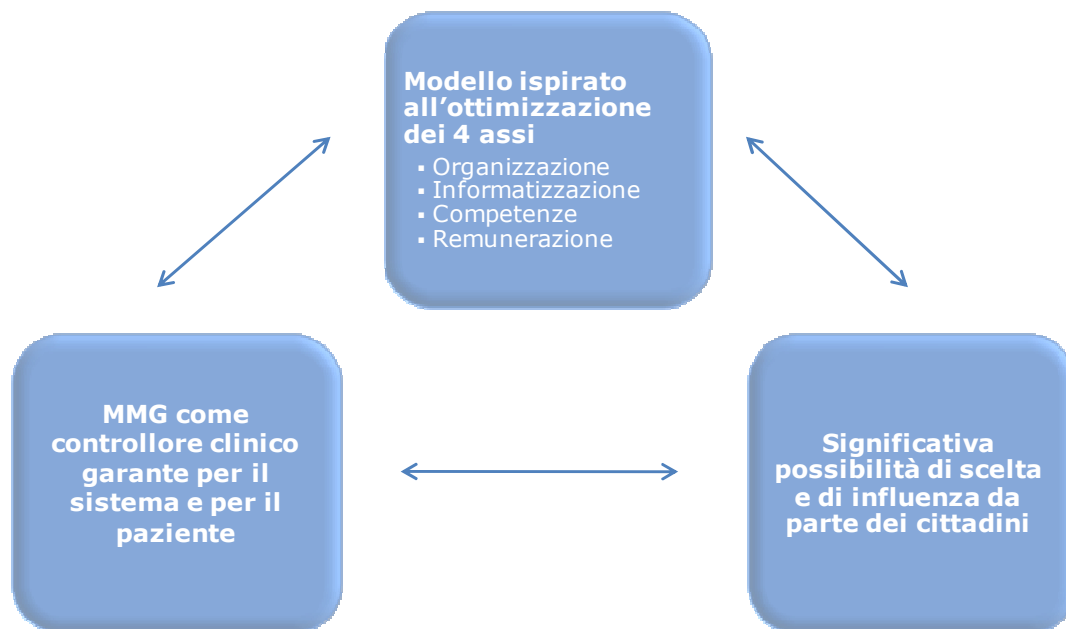 Modello ispirato
all’ottimizzazione
dei 4 assi
▪ Organizzazione
▪ Informatizzazione
▪ Competenze
▪ Remunerazione
MMG come
controllore clinico
garante per il
sistema e per il
paziente
Significativa
possibilità di scelta
e di influenza da
parte dei cittadini